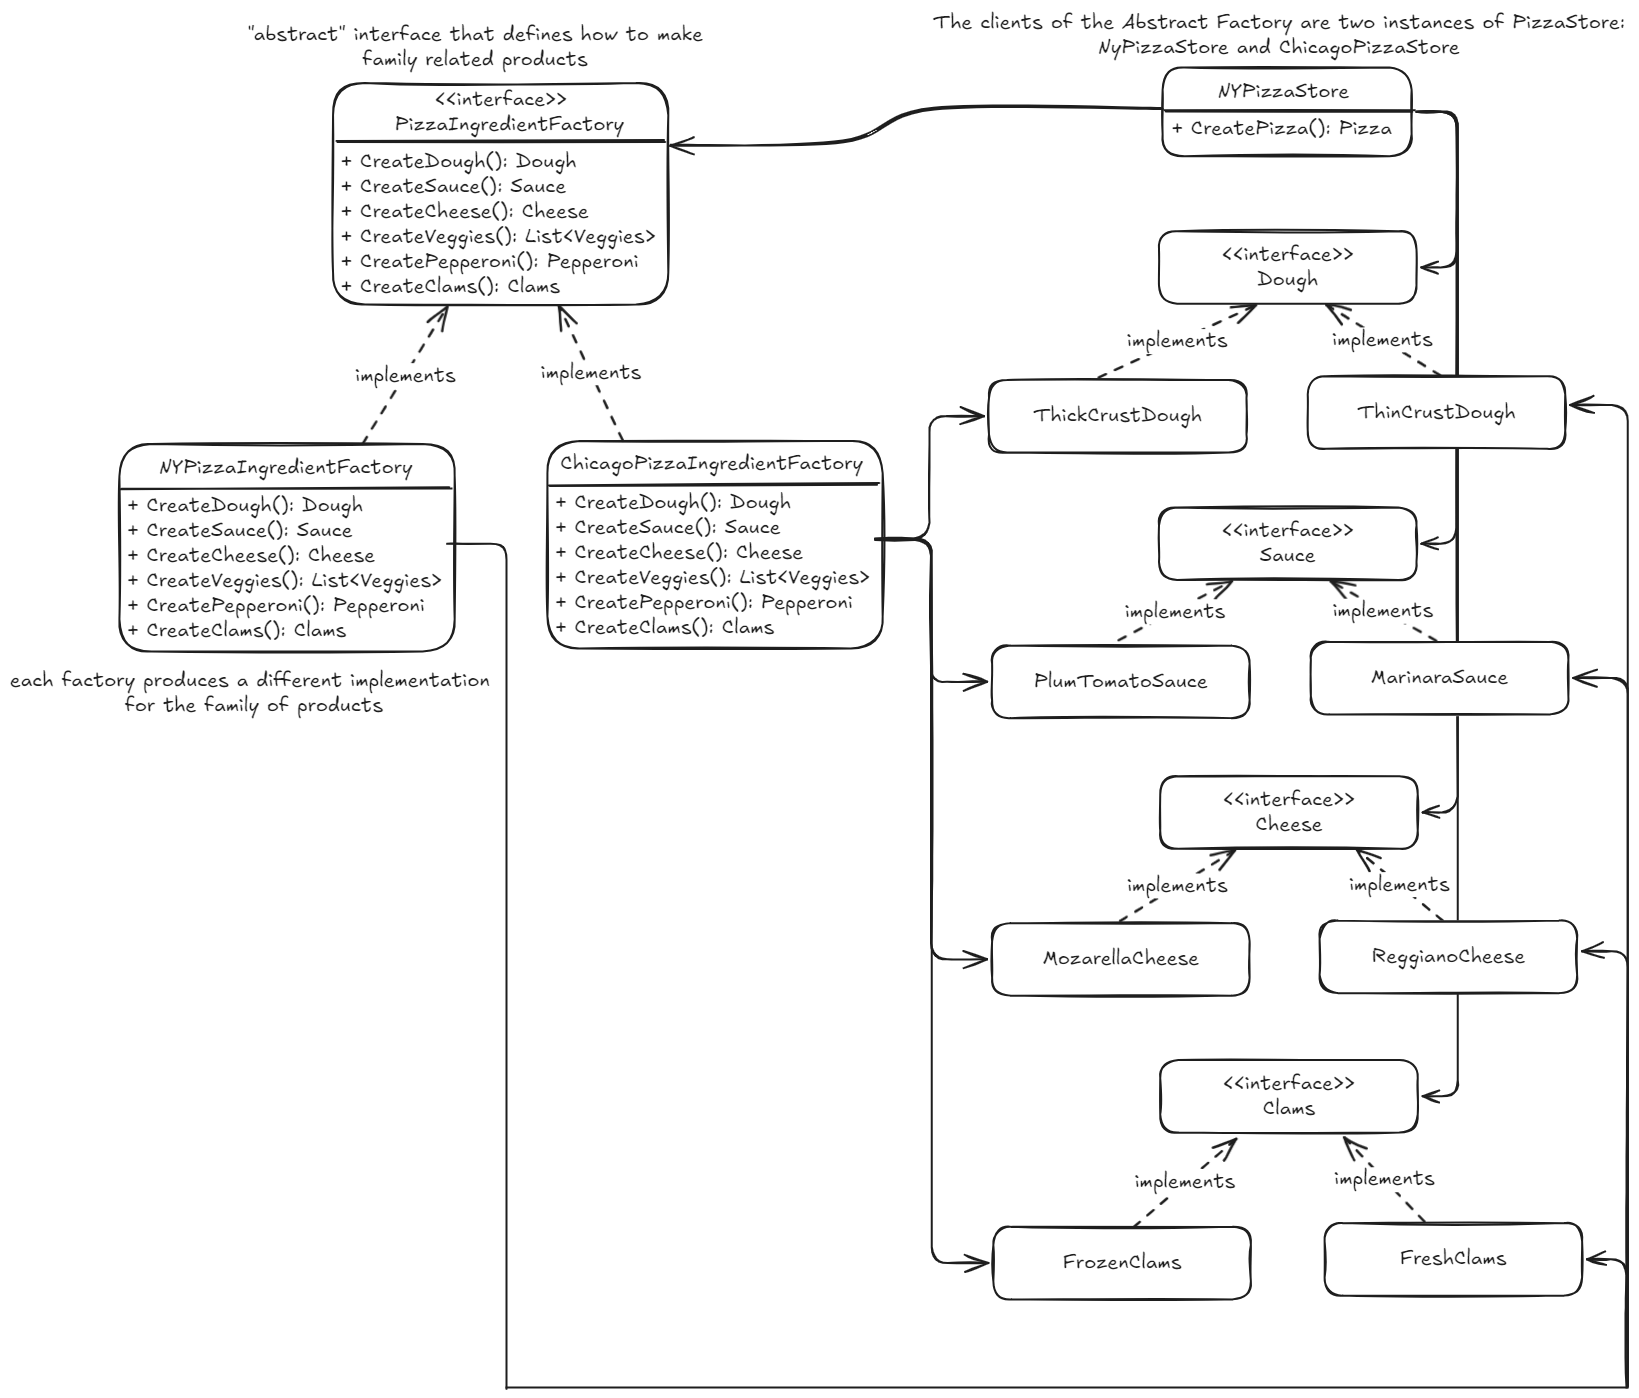 "abstract" interface that defines how to make
family related products
The clients of the Abstract Factory are two instances of PizzaStore:
NyPizzaStore and ChicagoPizzaStore
<<interface>>
PizzaIngredientFactory
+ CreateDough(): Dough
+ CreateSauce(): Sauce
+ CreateCheese(): Cheese
+ CreateVeggies(): List<Veggies>
+ CreatePepperoni(): Pepperoni
+ CreateClams(): Clams
NYPizzaStore
+ CreatePizza(): Pizza
implements
implements
NYPizzaIngredientFactory
+ CreateDough(): Dough
+ CreateSauce(): Sauce
+ CreateCheese(): Cheese
+ CreateVeggies(): List<Veggies>
+ CreatePepperoni(): Pepperoni
+ CreateClams(): Clams
each factory produces a different implementation
for the family of products
ChicagoPizzaIngredientFactory
+ CreateDough(): Dough
+ CreateSauce(): Sauce
+ CreateCheese(): Cheese
+ CreateVeggies(): List<Veggies>
+ CreatePepperoni(): Pepperoni
+ CreateClams(): Clams
<<interface>>
Dough
implements
implements
ThickCrustDough
ThinCrustDough
<<interface>>
Sauce
implements
implements
PlumTomatoSauce
MarinaraSauce
<<interface>>
Cheese
implements
implements
MozarellaCheese
ReggianoCheese
<<interface>>
Clams
implements
implements
FrozenClams
FreshClams